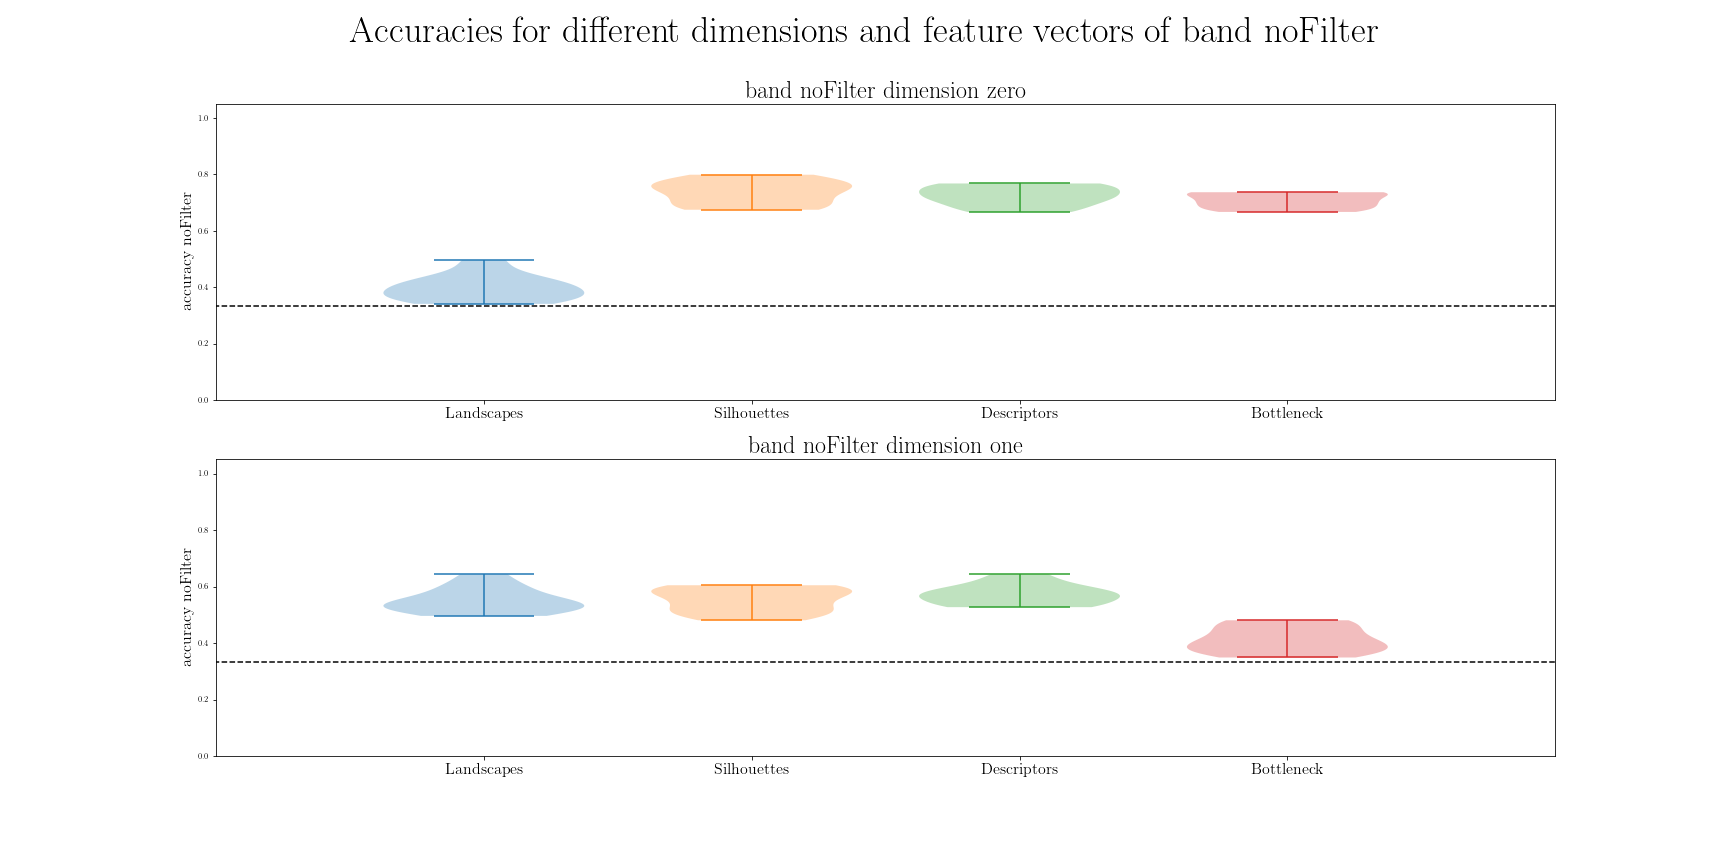 Accuracies for different dimensions and feature vectors of band noFilter
band noFilter dimension zero
accuracy noFilter
1.0
0.8
0.6
0.4
0.2
0.0
Landscapes Silhouettes Descriptors Bottleneck
band noFilter dimension one
accuracy noFilter
1.0
0.8
0.6
0.4
0.2
0.0
Landscapes Silhouettes Descriptors Bottleneck